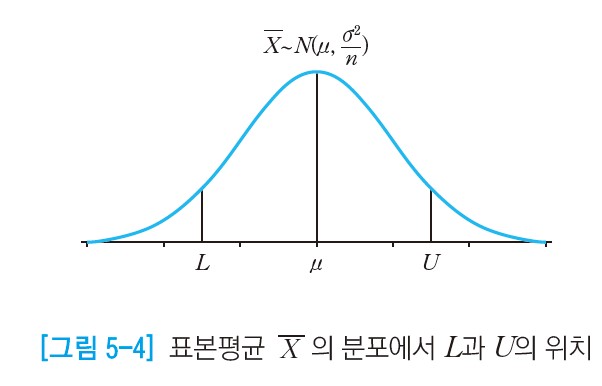 X̅~N(μ, σ²/n)
L μ U
[그림 5-4] 표본평균 X̅ 의 분포에서 L과 U의 위치